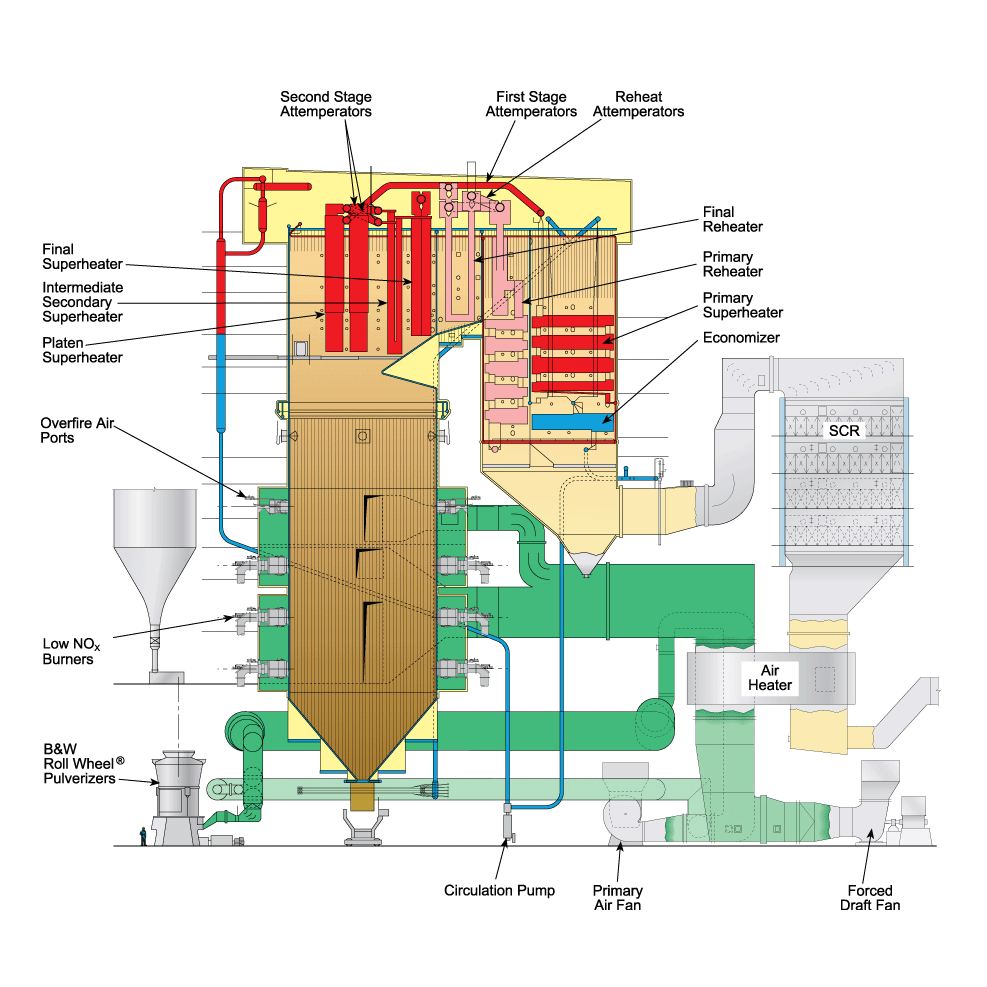 Second Stage
Attemperators
First Stage
Attemperators
Reheat
Attemperators
Final
Reheater
Final
Superheater
Primary
Reheater
Intermediate
Secondary
Superheater
Primary
Superheater
Platen
Superheater
Economizer
Overfire Air
Ports
SCR
Low NOx
Burners
Air
Heater
B&W
Roll Wheel®
Pulverizers
Circulation Pump
Primary
Air Fan
Forced
Draft Fan